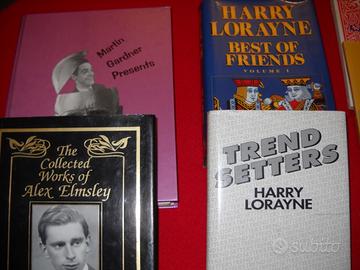 Martin
Gardner
Presents
HARRY
LORAYNE
BEST OF
FRIENDS
VOLUME 1
The
Collected
Works of
Alex Elmsley
TREND
SETTERS
HARRY
LORAYNE
subito